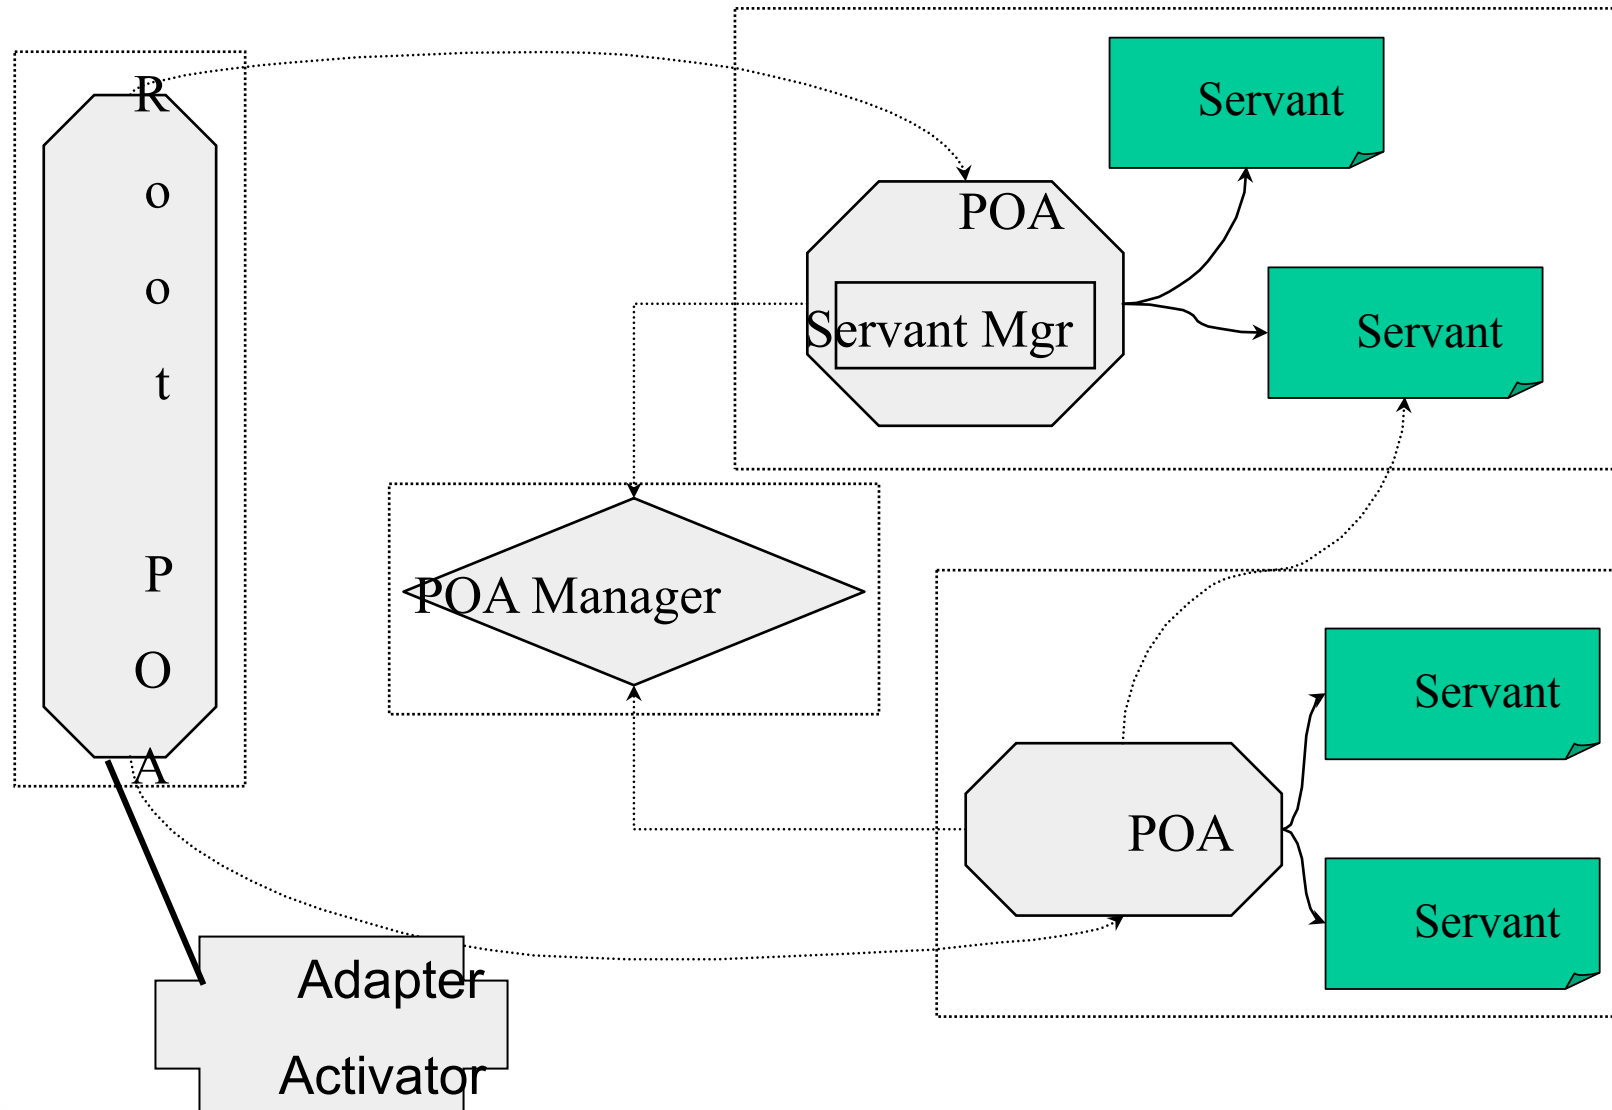 R
o
o
t
P
O
A
Servant
POA
Servant Mgr
Servant
POA Manager
Servant
POA
Servant
Adapter
Activator